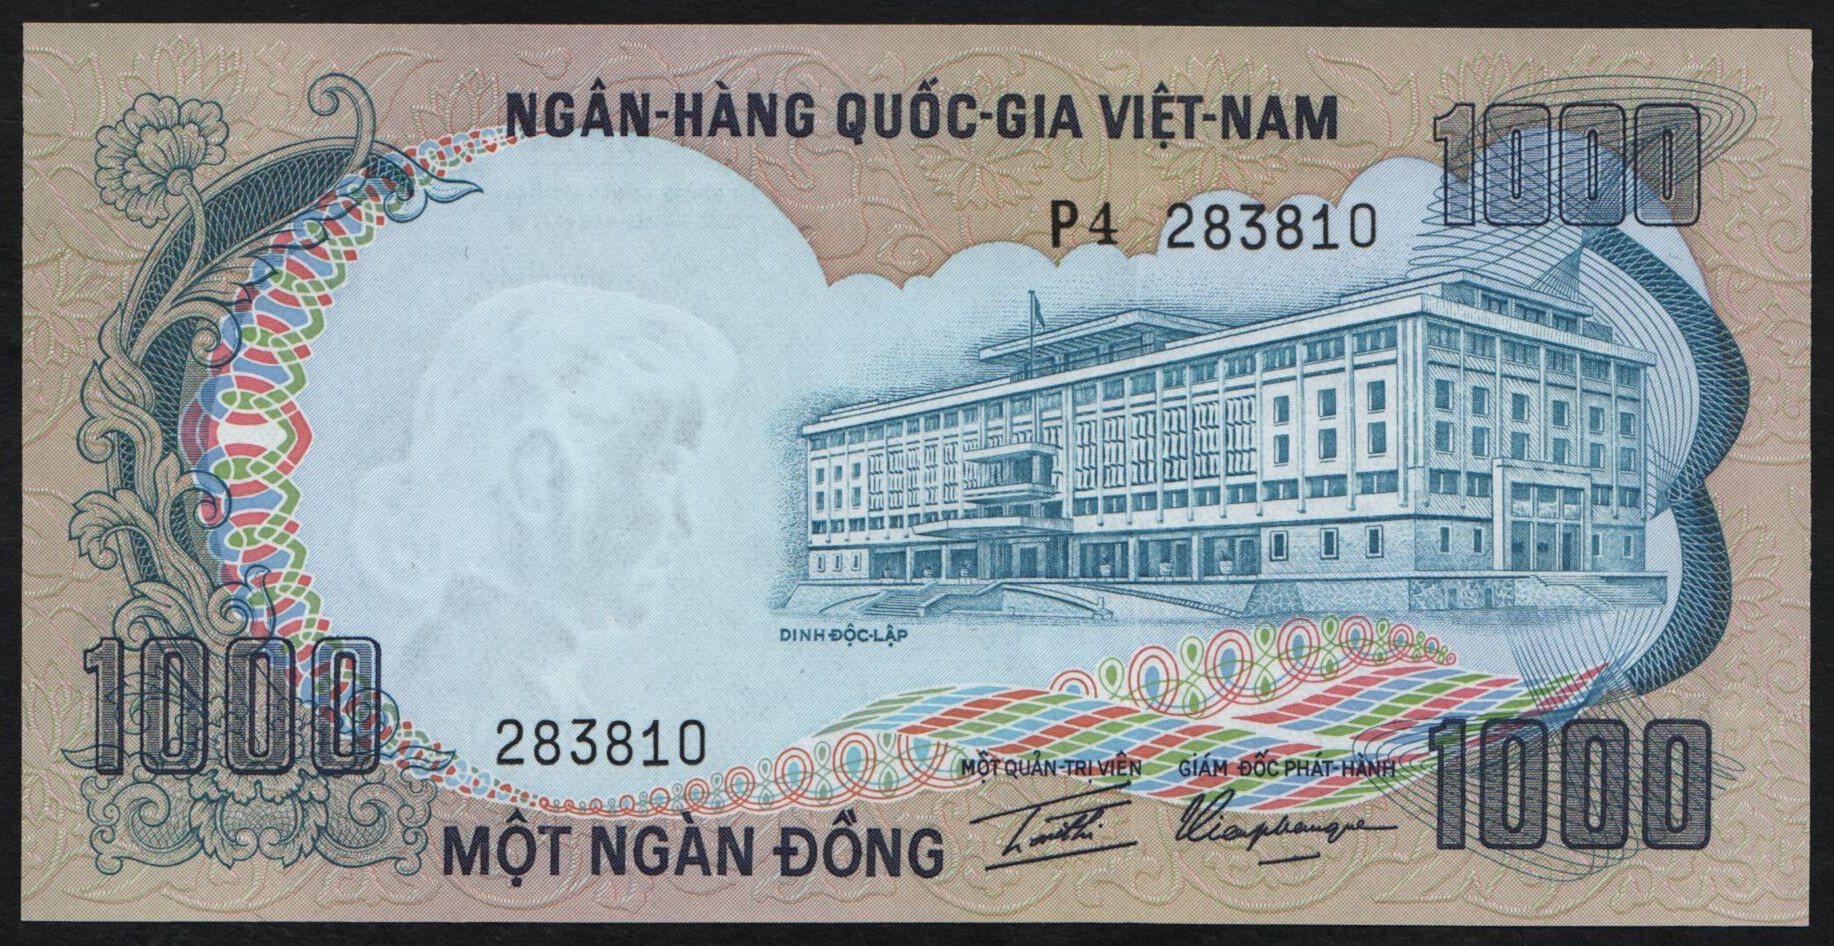 NGÂN-HÀNG QUỐC-GIA VIỆT-NAM
1000
P4 283810
DINH ĐỘC-LẬP
1000
283810
MỘT QUẢN-TRỊ VIÊN
GIÁM ĐỐC PHÁT-HÀNH
1000
MỘT NGÀN ĐỒNG